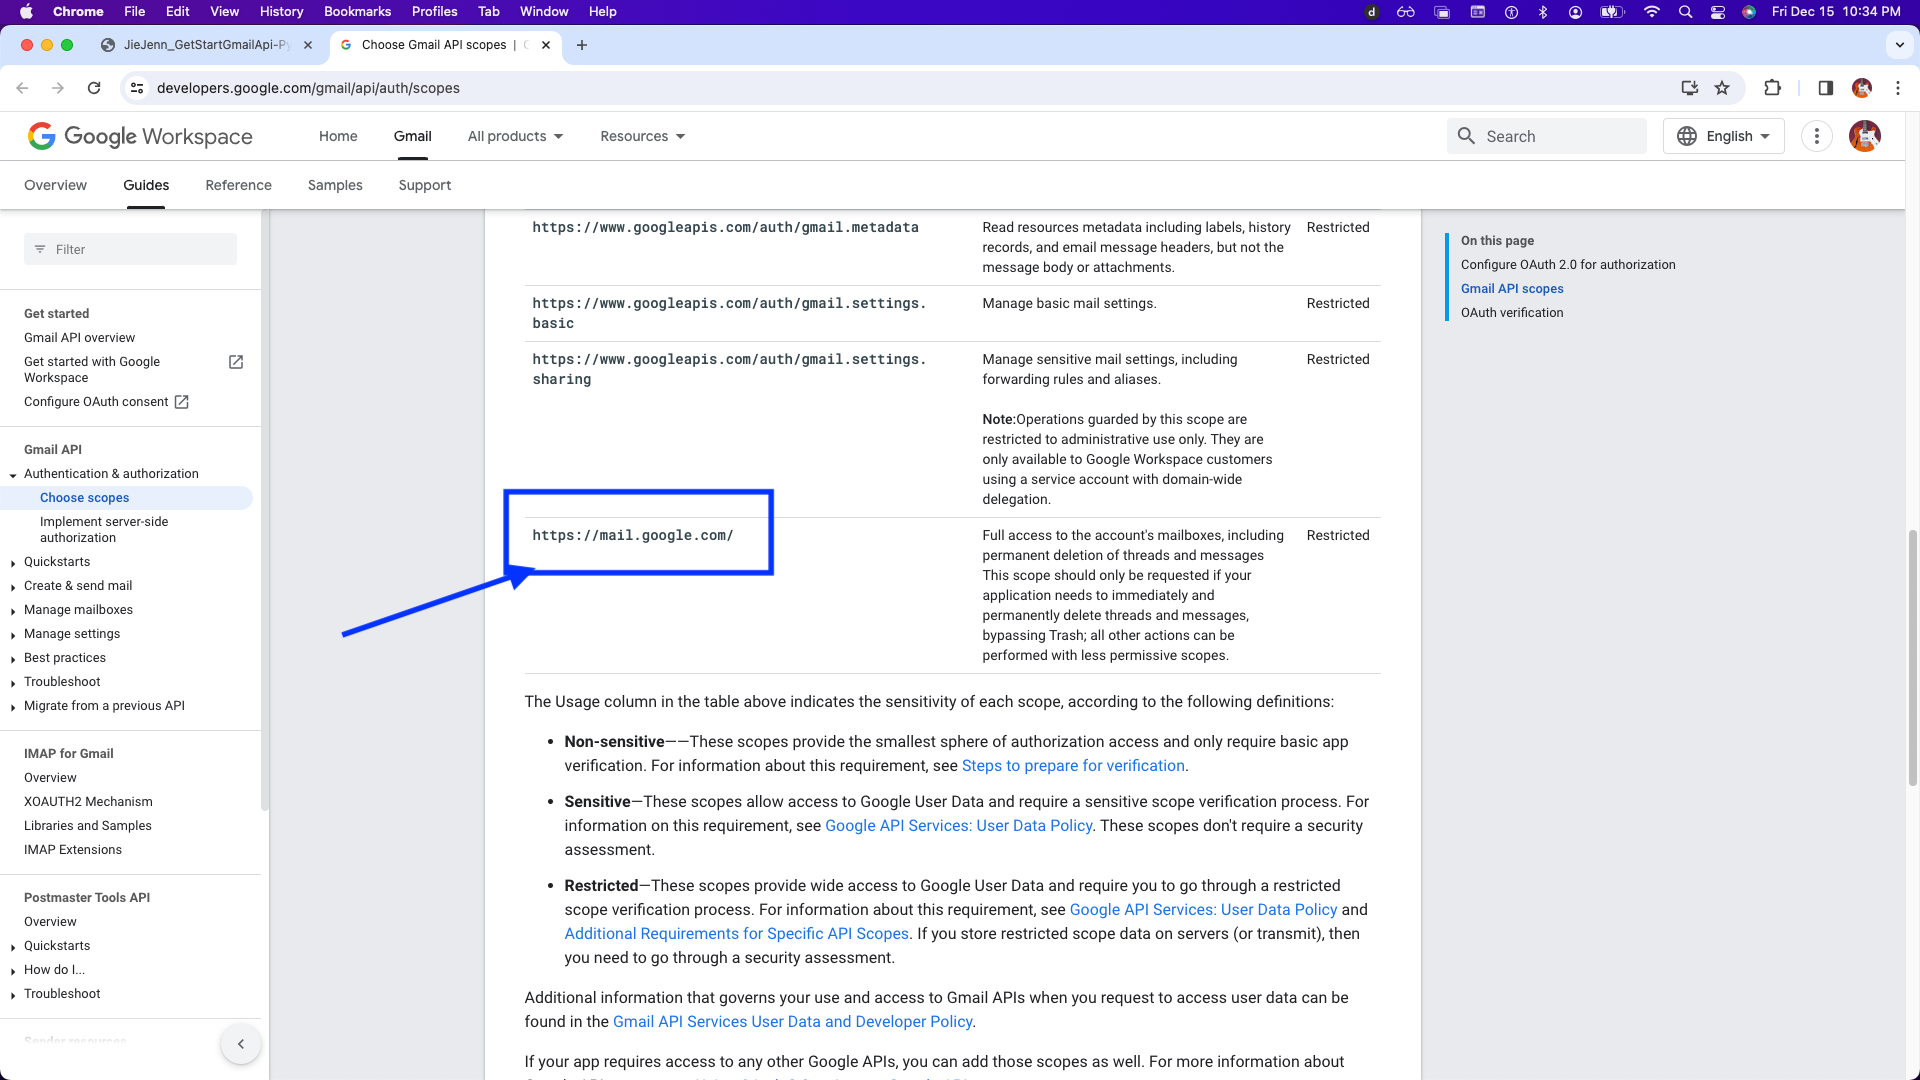 Chrome File Edit View History Bookmarks Profiles Tab Window Help
d
Fri Dec 15 10:34 PM
JieJenn_GetStartGmailApi-P
Choose Gmail API scopes |
developers.google.com/gmail/api/auth/scopes
Google Workspace
Home
Gmail
All products
Resources
Search
English
Overview
Guides
Reference
Samples
Support
Filter
Get started
Gmail API overview
Get started with Google
Workspace
Configure OAuth consent
Gmail API
Authentication & authorization
Choose scopes
Implement server-side
authorization
Quickstarts
Create & send mail
Manage mailboxes
Manage settings
Best practices
Troubleshoot
Migrate from a previous API
IMAP for Gmail
Overview
XOAUTH2 Mechanism
Libraries and Samples
IMAP Extensions
Postmaster Tools API
Overview
Quickstarts
How do I...
Troubleshoot
Sender resources
https://www.googleapis.com/auth/gmail.metadata
Read resources metadata including labels, history
records, and email message headers, but not the
message body or attachments.
Restricted
https://www.googleapis.com/auth/gmail.settings.
basic
Manage basic mail settings.
Restricted
https://www.googleapis.com/auth/gmail.settings.
sharing
Manage sensitive mail settings, including
forwarding rules and aliases.
Note:Operations guarded by this scope are
restricted to administrative use only. They are
only available to Google Workspace customers
using a service account with domain-wide
delegation.
Restricted
https://mail.google.com/
Full access to the account's mailboxes, including
permanent deletion of threads and messages
This scope should only be requested if your
application needs to immediately and
permanently delete threads and messages,
bypassing Trash; all other actions can be
performed with less permissive scopes.
Restricted
The Usage column in the table above indicates the sensitivity of each scope, according to the following definitions:
• Non-sensitive——These scopes provide the smallest sphere of authorization access and only require basic app
verification. For information about this requirement, see Steps to prepare for verification.
• Sensitive—These scopes allow access to Google User Data and require a sensitive scope verification process. For
information on this requirement, see Google API Services: User Data Policy. These scopes don't require a security
assessment.
• Restricted—These scopes provide wide access to Google User Data and require you to go through a restricted
scope verification process. For information about this requirement, see Google API Services: User Data Policy and
Additional Requirements for Specific API Scopes. If you store restricted scope data on servers (or transmit), then
you need to go through a security assessment.
Additional information that governs your use and access to Gmail APIs when you request to access user data can be
found in the Gmail API Services User Data and Developer Policy.
If your app requires access to any other Google APIs, you can add those scopes as well. For more information about
On this page
Configure OAuth 2.0 for authorization
Gmail API scopes
OAuth verification